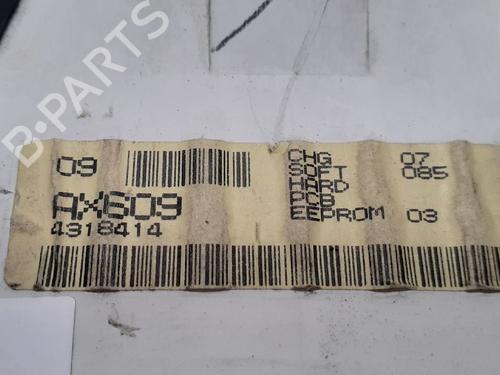 B-PARTS
09
AX609
4318414
CHG 07
SOFT 085
HARD
PCB
EEPROM 03